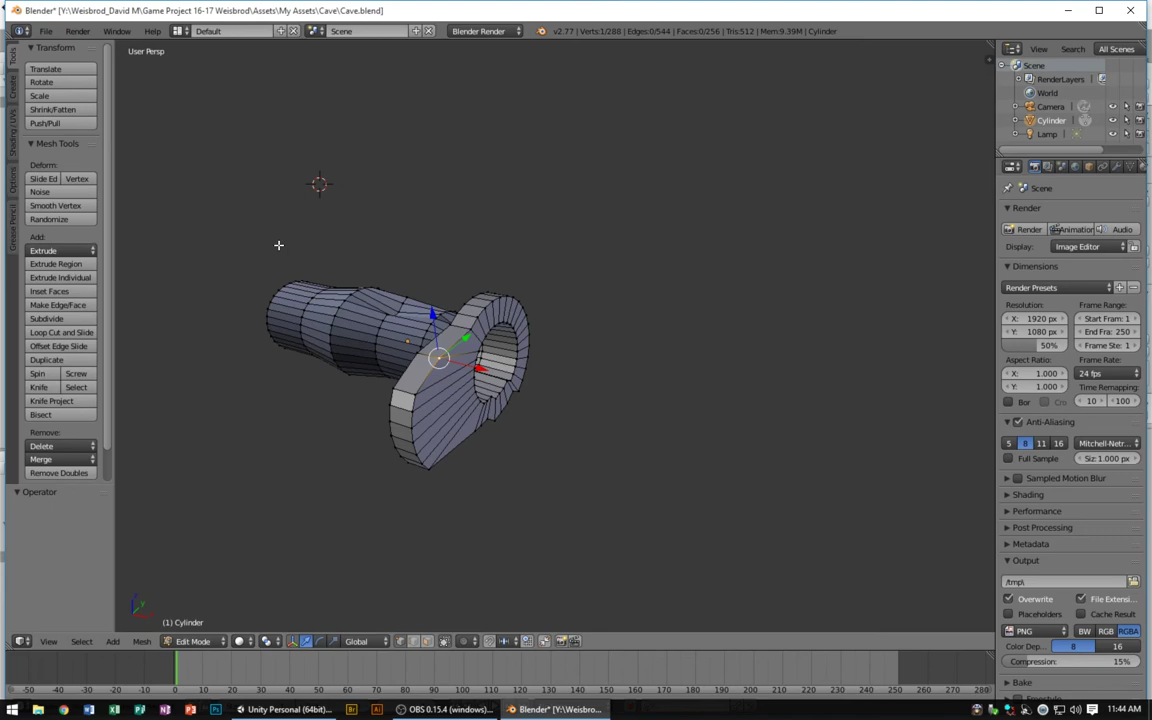 Blender* [Y:\Weisbrod_David M\Game Project 16-17 Weisbrod\Assets\My Assets\Cave\Cave.blend]
File Render Window Help Default Scene Blender Render v2.77 | Verts:1/288 | Edges:0/544 | Faces:0/256 | Tris:512 | Mem:9.39M | Cylinder
Tools
Create
Shading / UVs
Options
Grease Pencil
Transform
Translate
Rotate
Scale
Shrink/Fatten
Push/Pull
Mesh Tools
Deform:
Slide Ed Vertex
Noise
Smooth Vertex
Randomize
Add:
Extrude
Extrude Region
Extrude Individual
Inset Faces
Make Edge/Face
Subdivide
Loop Cut and Slide
Offset Edge Slide
Duplicate
Spin Screw
Knife Select
Knife Project
Bisect
Remove:
Delete
Merge
Remove Doubles
Operator
User Persp
(1) Cylinder
View Select Add Mesh Edit Mode Global
-50 -40 -30 -20 -10 0 10 20 30 40 50 60 70 80 90 100 110 120 130 140 150 160 170 180 190 200 210 220 230 240 250 260 270 280
View Search All Scenes
Scene
RenderLayers
World
Camera
Cylinder
Lamp
Scene
Render
Render Animation Audio
Display: Image Editor
Dimensions
Render Presets
Resolution: Frame Range:
X: 1920 px Start Fram: 1
Y: 1080 px End Fra: 250
50% Frame Ste: 1
Aspect Ratio: Frame Rate:
X: 1.000 24 fps
Y: 1.000 Time Remapping:
Bor Cro 10 100
Anti-Aliasing
5 8 11 16 Mitchell-Netr...
Full Sample Siz: 1.000 px
Sampled Motion Blur
Shading
Performance
Post Processing
Metadata
Output
/tmp\
Overwrite File Extensi...
Placeholders Cache Result
PNG BW RGB RGBA
Color Dep... 8 16
Compression: 15%
Bake
Unity Personal (64bit)... OBS 0.15.4 (windows)... Blender* [Y:\Weisbro... 11:44 AM